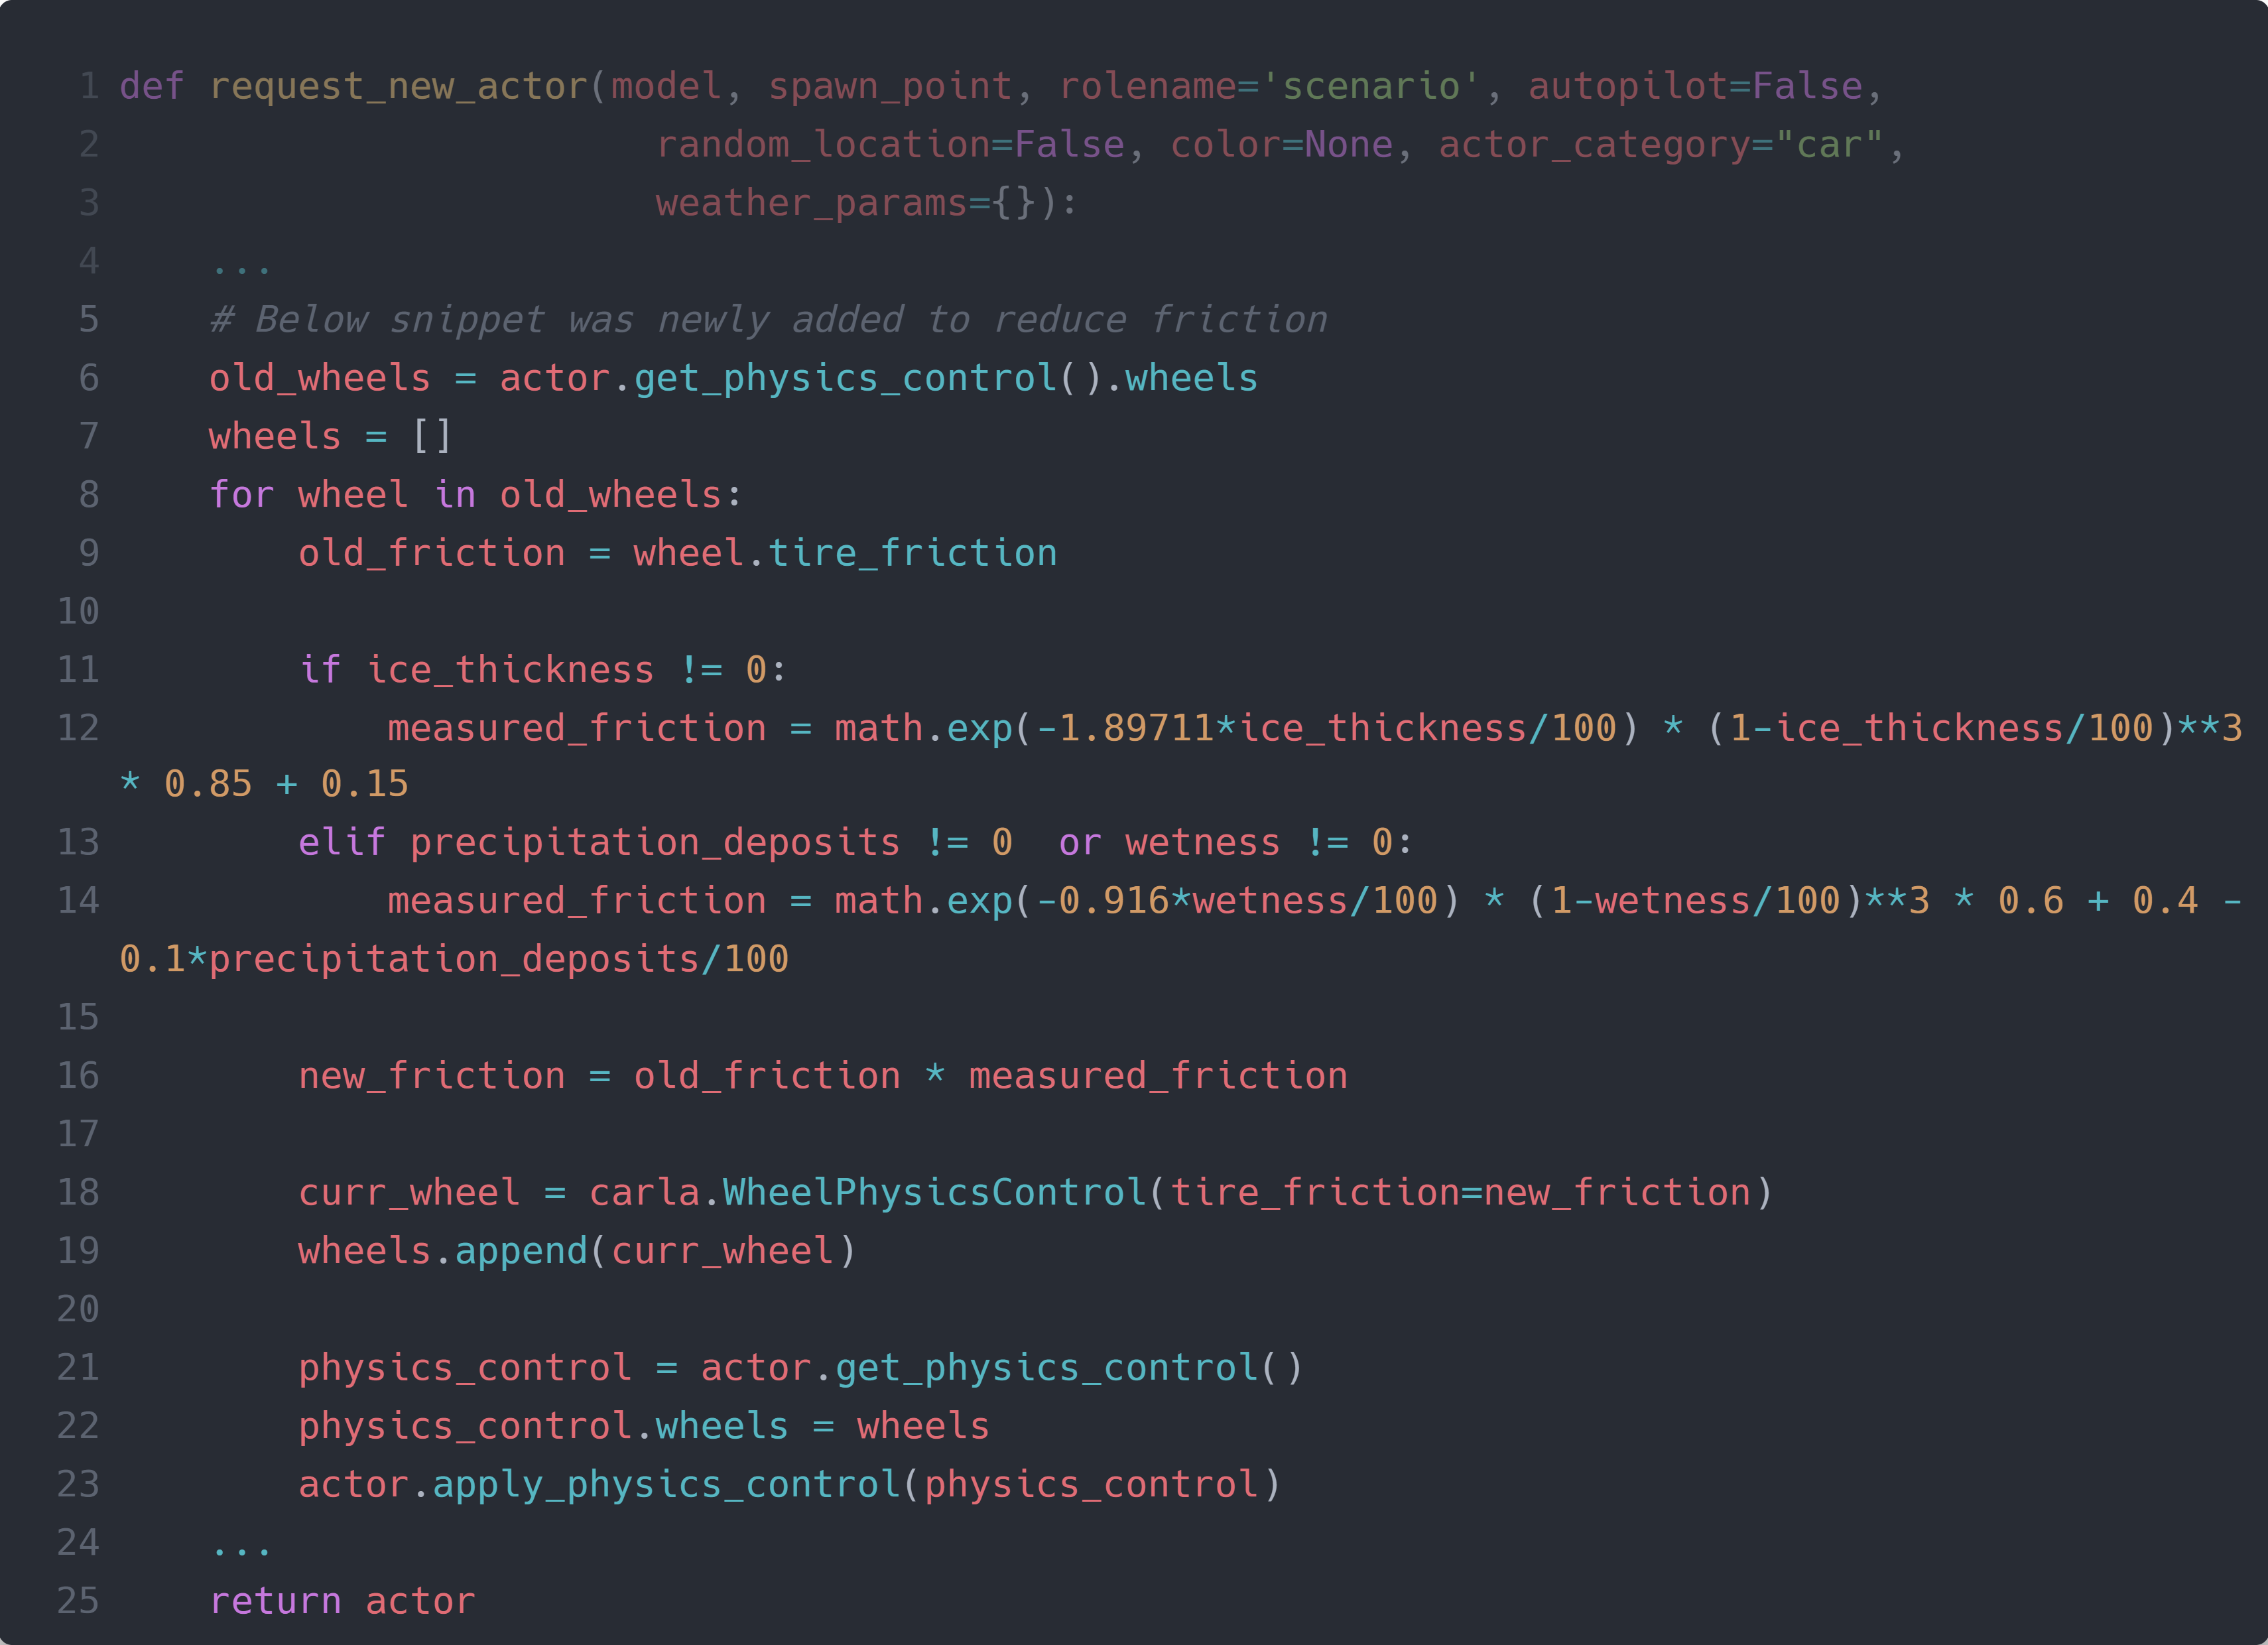 1 def request_new_actor(model, spawn_point, rolename='scenario', autopilot=False,
2                         random_location=False, color=None, actor_category="car",
3                         weather_params={}):
4     ...
5     # Below snippet was newly added to reduce friction
6     old_wheels = actor.get_physics_control().wheels
7     wheels = []
8     for wheel in old_wheels:
9         old_friction = wheel.tire_friction
10
11         if ice_thickness != 0:
12             measured_friction = math.exp(-1.89711*ice_thickness/100) * (1-ice_thickness/100)**3
* 0.85 + 0.15
13         elif precipitation_deposits != 0  or wetness != 0:
14             measured_friction = math.exp(-0.916*wetness/100) * (1-wetness/100)**3 * 0.6 + 0.4 -
0.1*precipitation_deposits/100
15
16         new_friction = old_friction * measured_friction
17
18         curr_wheel = carla.WheelPhysicsControl(tire_friction=new_friction)
19         wheels.append(curr_wheel)
20
21         physics_control = actor.get_physics_control()
22         physics_control.wheels = wheels
23         actor.apply_physics_control(physics_control)
24     ...
25     return actor